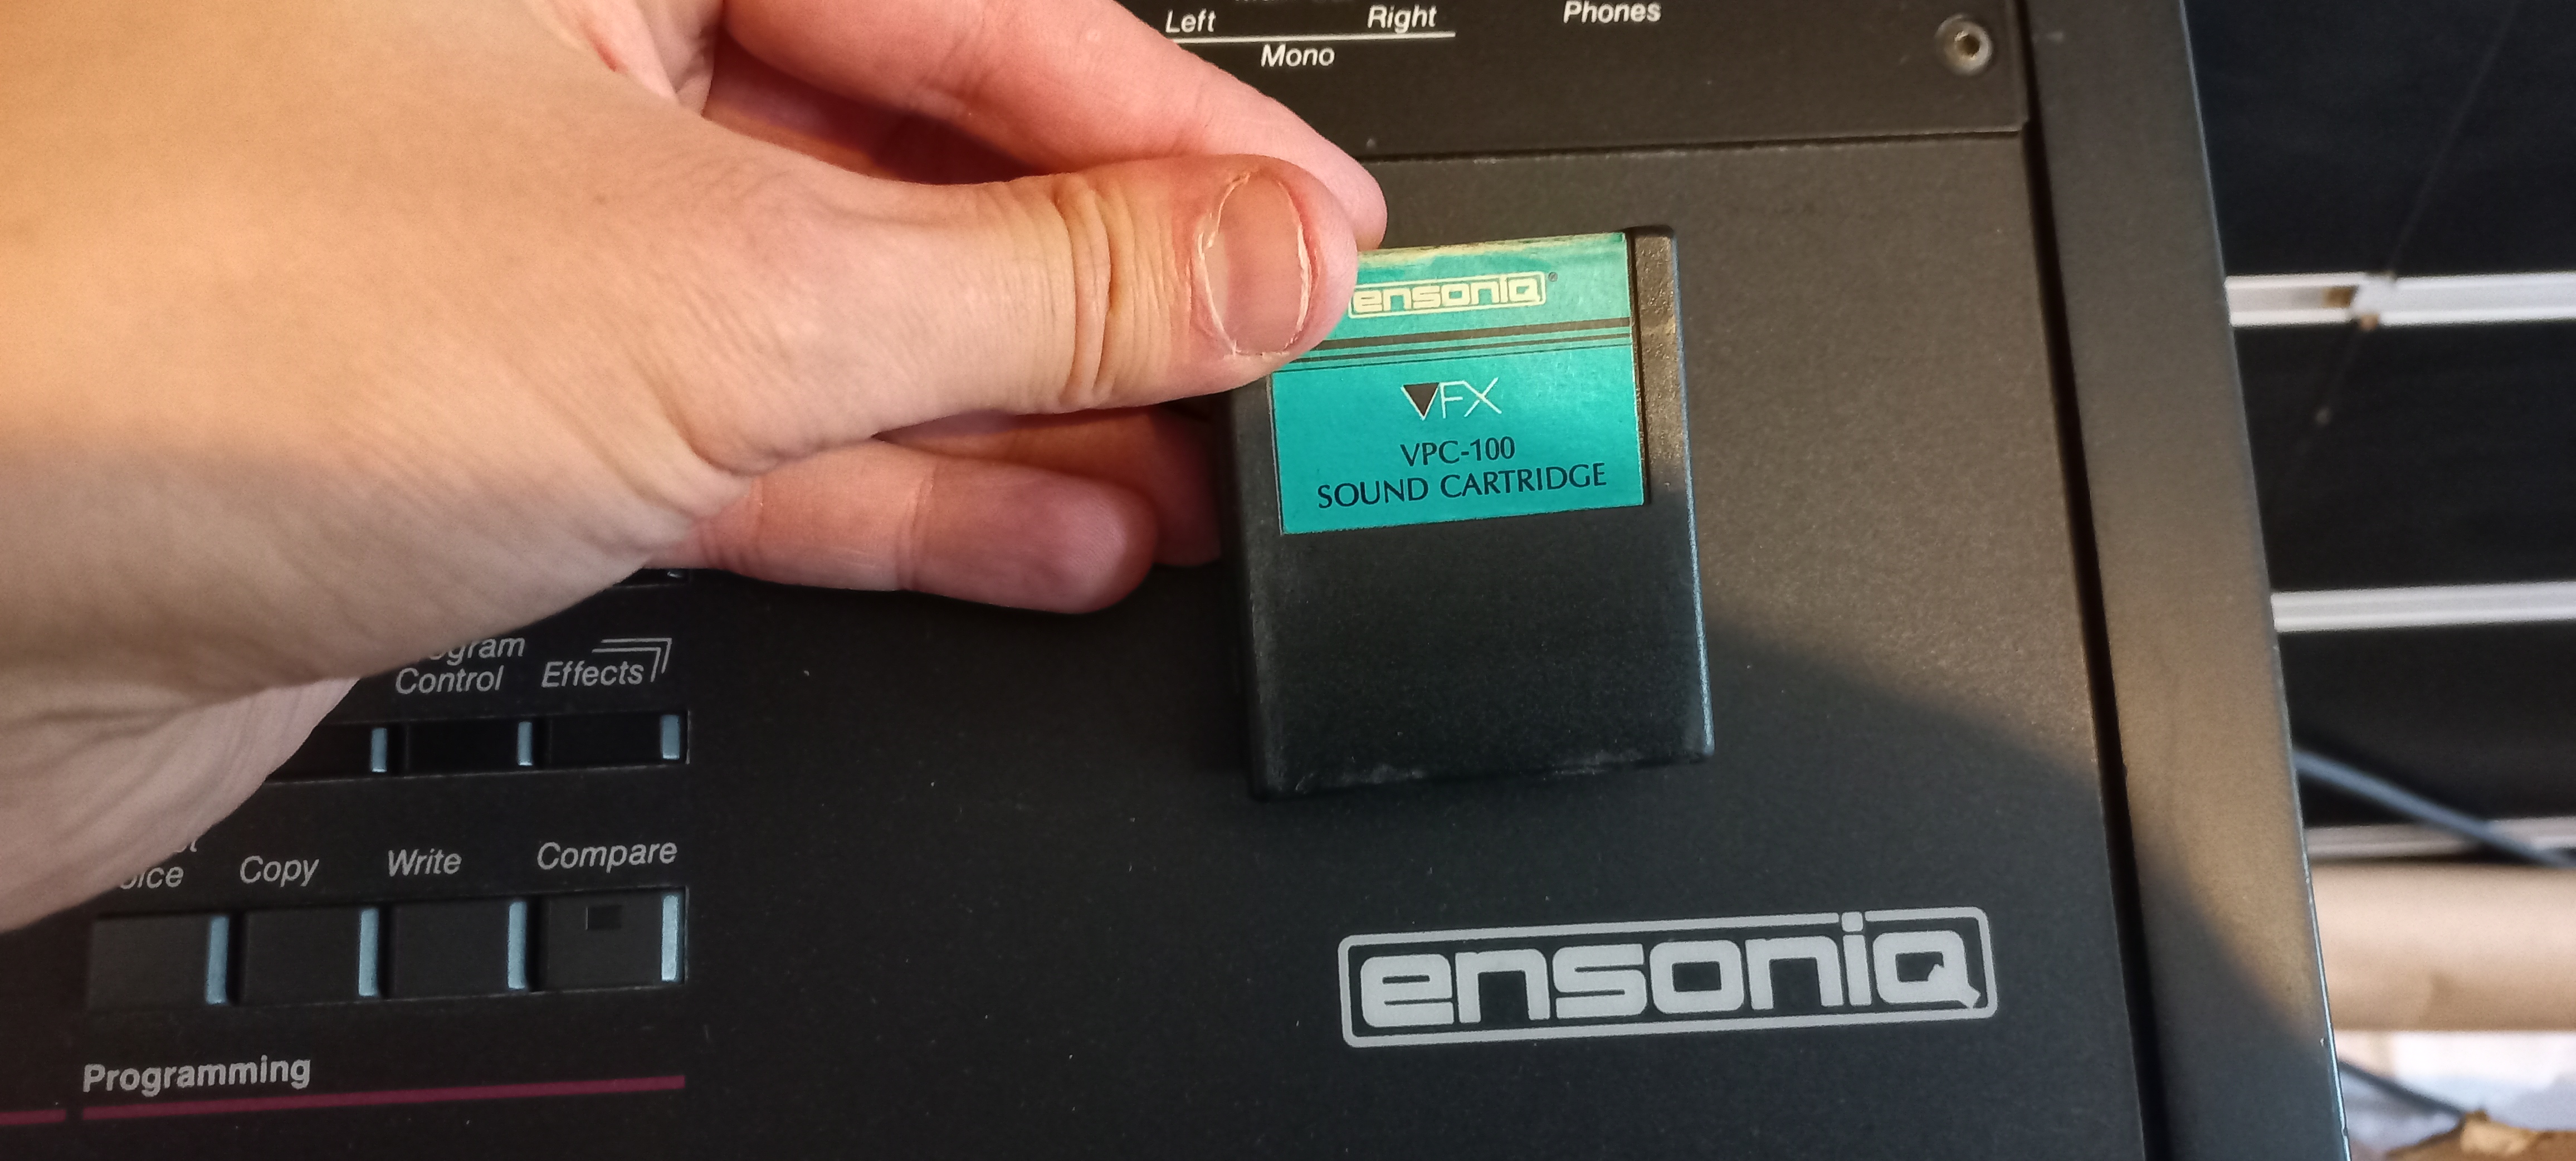 Left Right Phones
Mono
ensoniq®
VFX
VPC-100
SOUND CARTRIDGE
Control Effects
Copy Write Compare
ensoniq
Programming